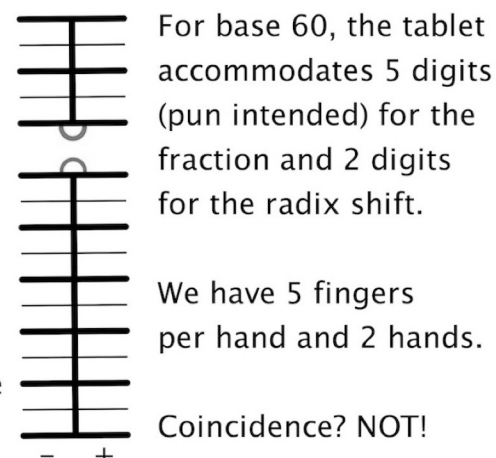 For base 60, the tablet
accommodates 5 digits
(pun intended) for the
fraction and 2 digits
for the radix shift.
We have 5 fingers
per hand and 2 hands.
Coincidence? NOT!
– +